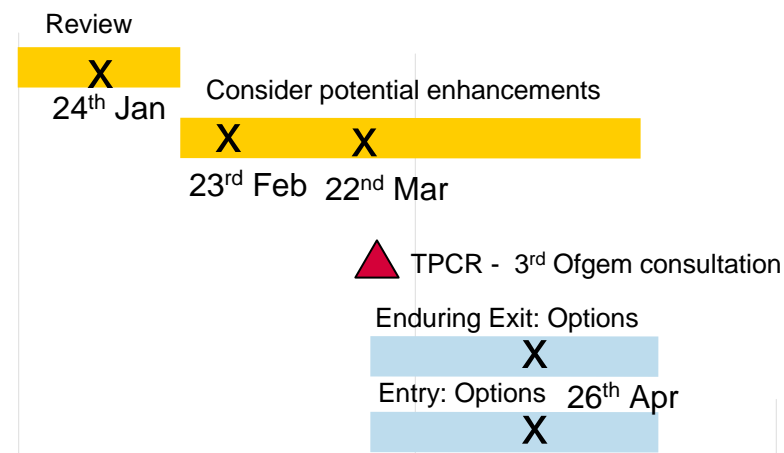 Review
X
24th Jan
Consider potential enhancements
X X
23rd Feb 22nd Mar
TPCR - 3rd Ofgem consultation
Enduring Exit: Options
X
Entry: Options 26th Apr
X